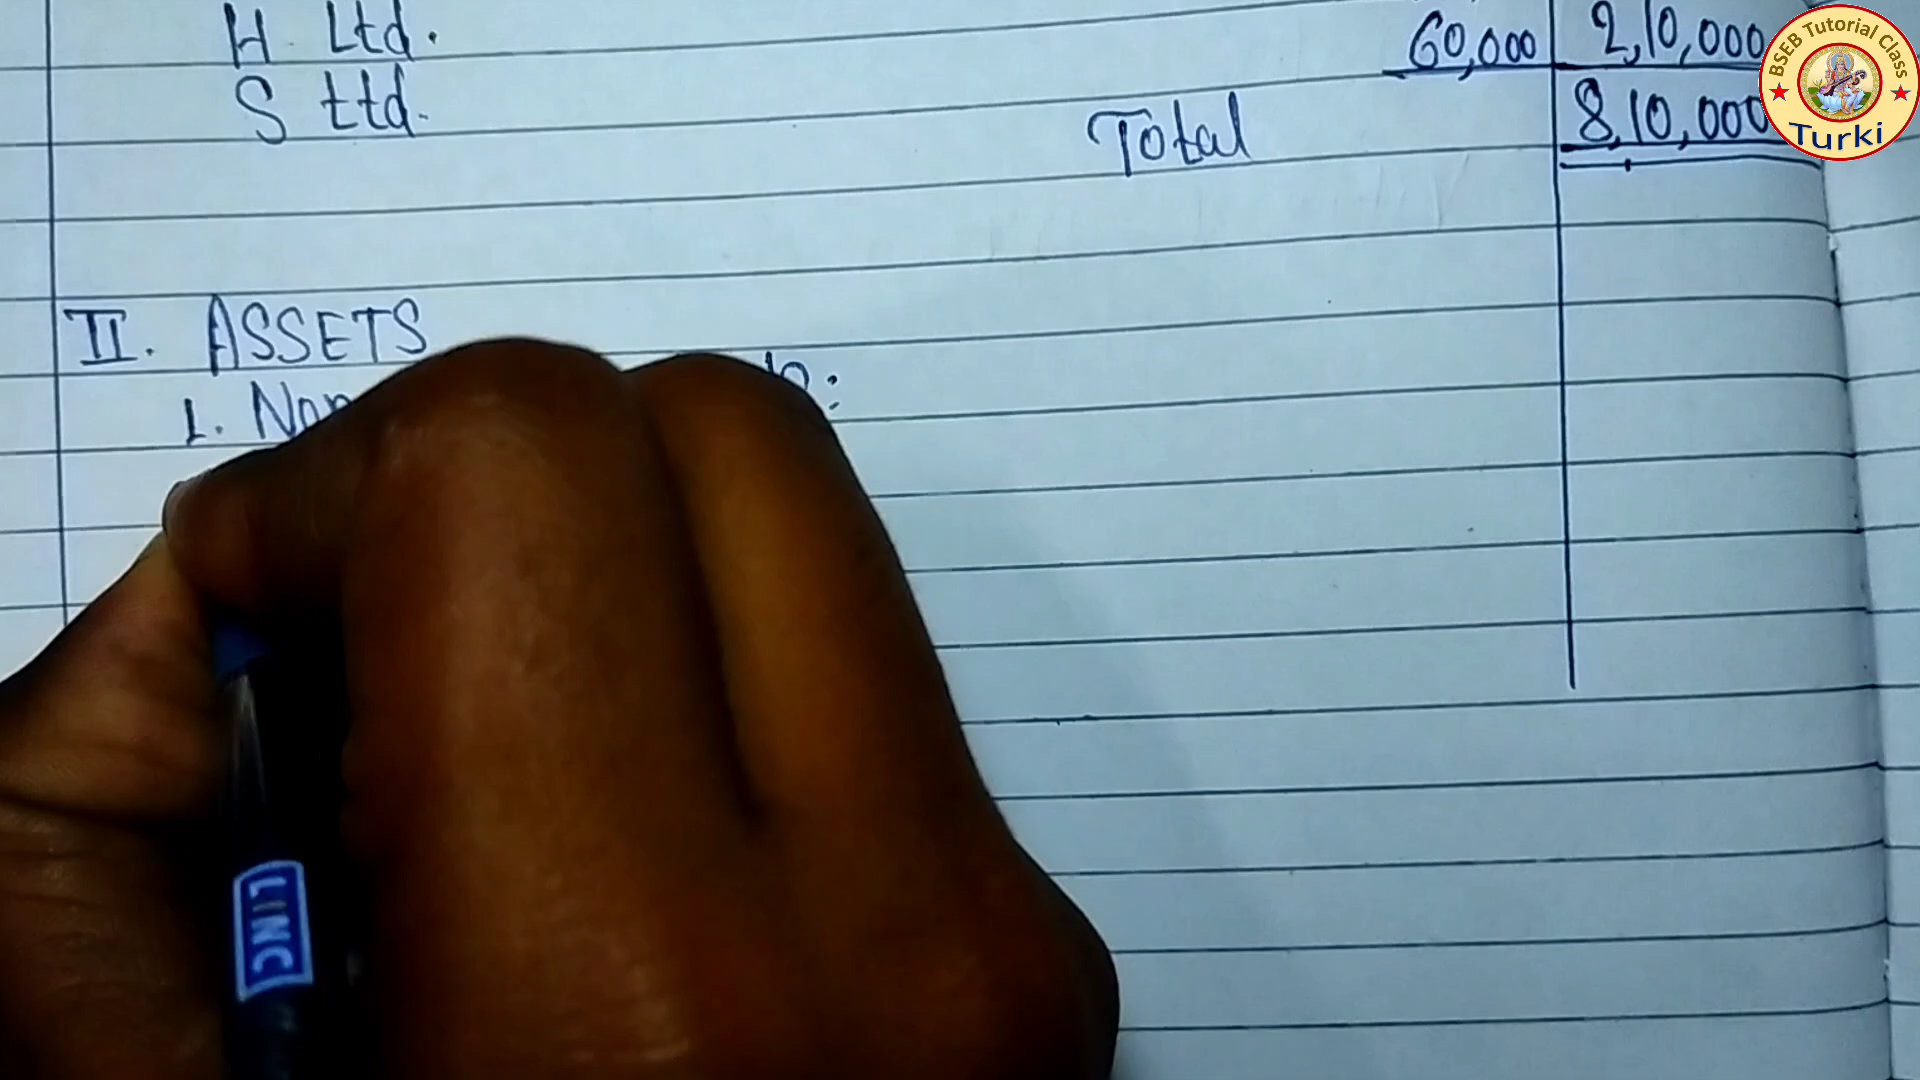 H Ltd. 60,000 2,10,000
S Ltd.
Total 8,10,000
II. ASSETS
1. Non
BSEB Tutorial Class
Turki
LINC